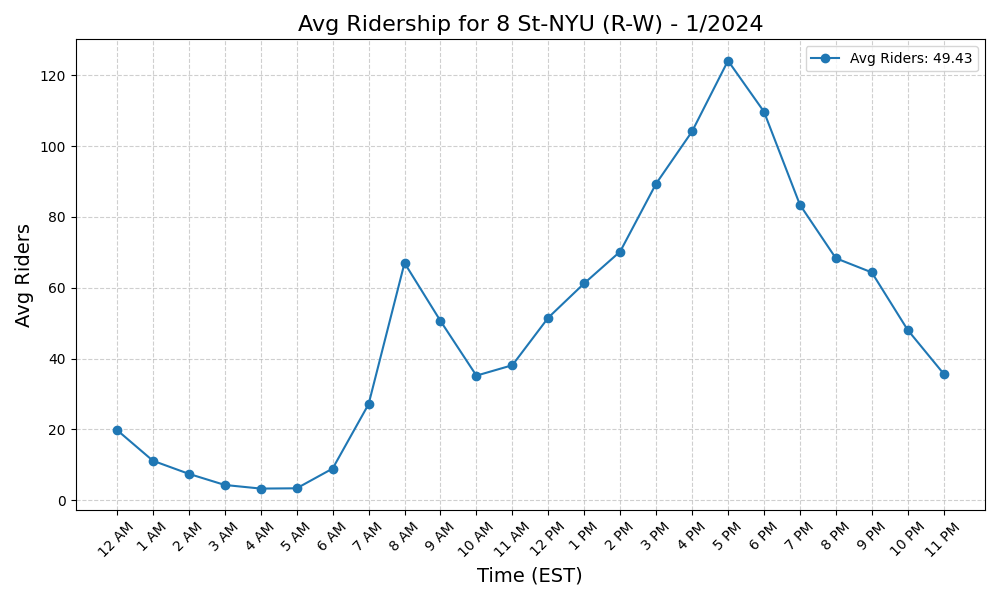 Avg Ridership for 8 St-NYU (R-W) - 1/2024
Avg Riders: 49.43
Avg Riders
120
100
80
60
40
20
0
12 AM
1 AM
2 AM
3 AM
4 AM
5 AM
6 AM
7 AM
8 AM
9 AM
10 AM
11 AM
12 PM
1 PM
2 PM
3 PM
4 PM
5 PM
6 PM
7 PM
8 PM
9 PM
10 PM
11 PM
Time (EST)